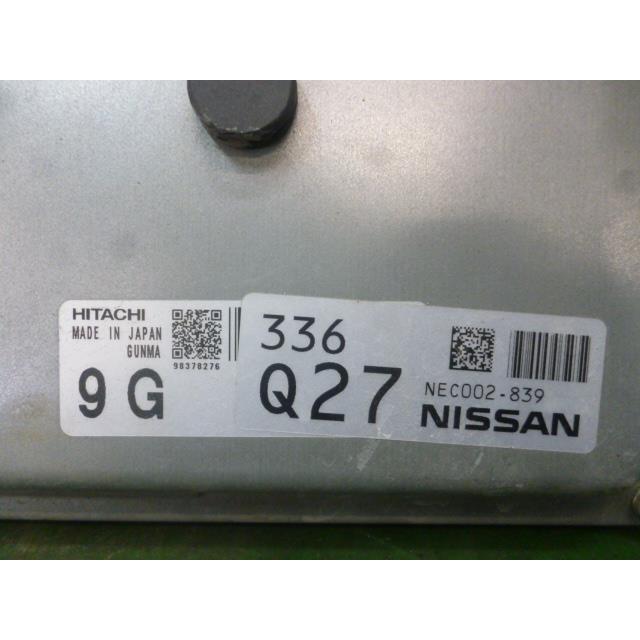 HITACHI
MADE IN JAPAN
GUNMA
98378276
9 G
336
Q27
NEC002-839
NISSAN